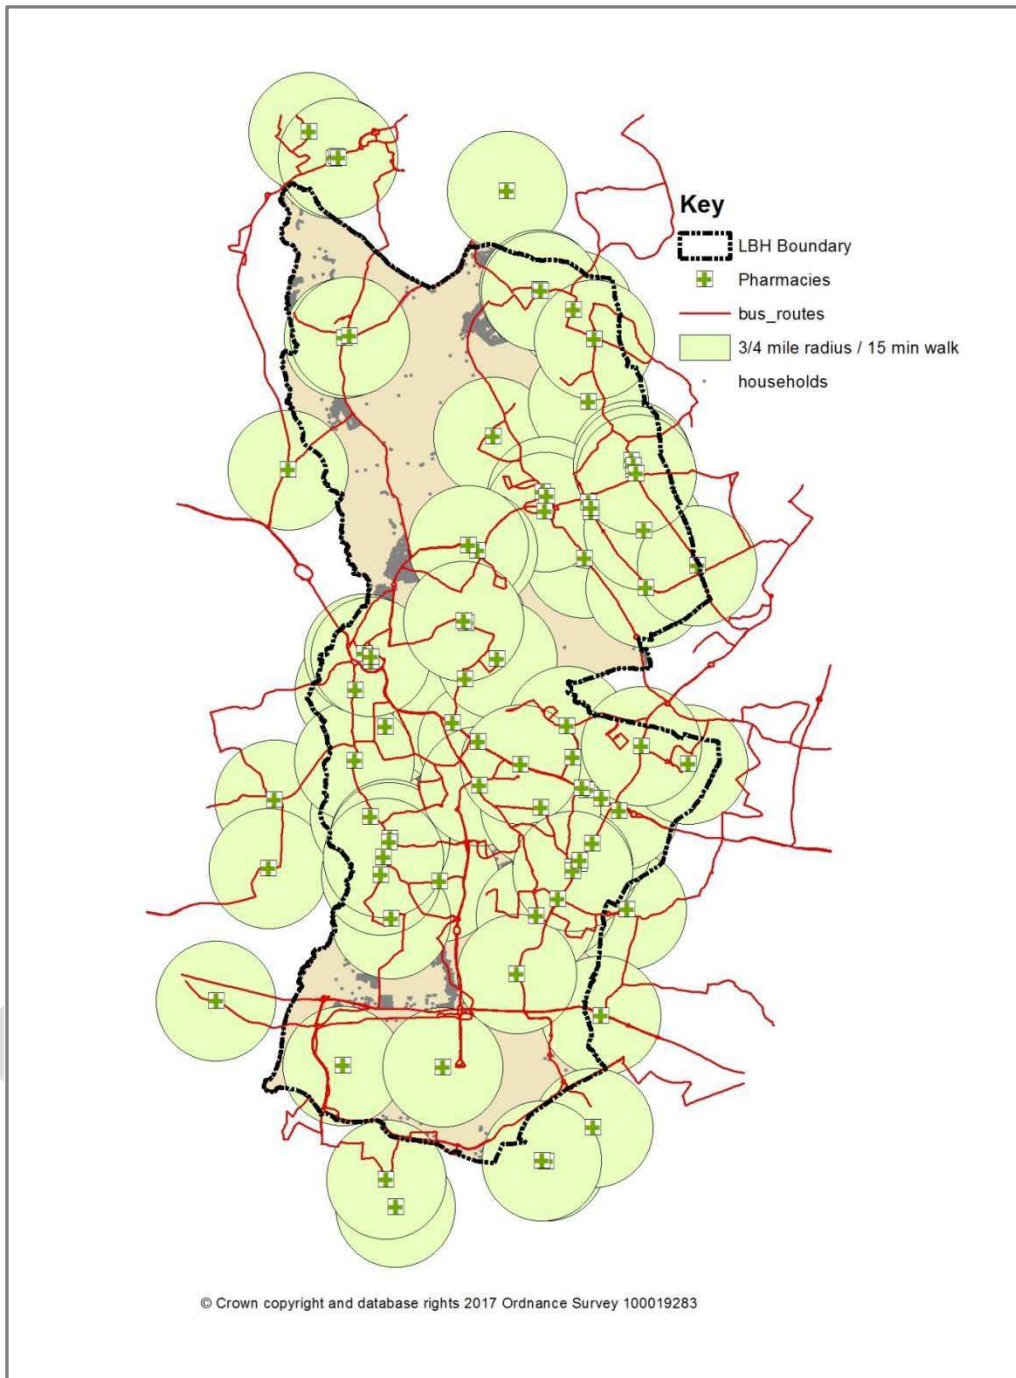 Key
LBH Boundary
Pharmacies
bus_routes
3/4 mile radius / 15 min walk
households
© Crown copyright and database rights 2017 Ordnance Survey 100019283